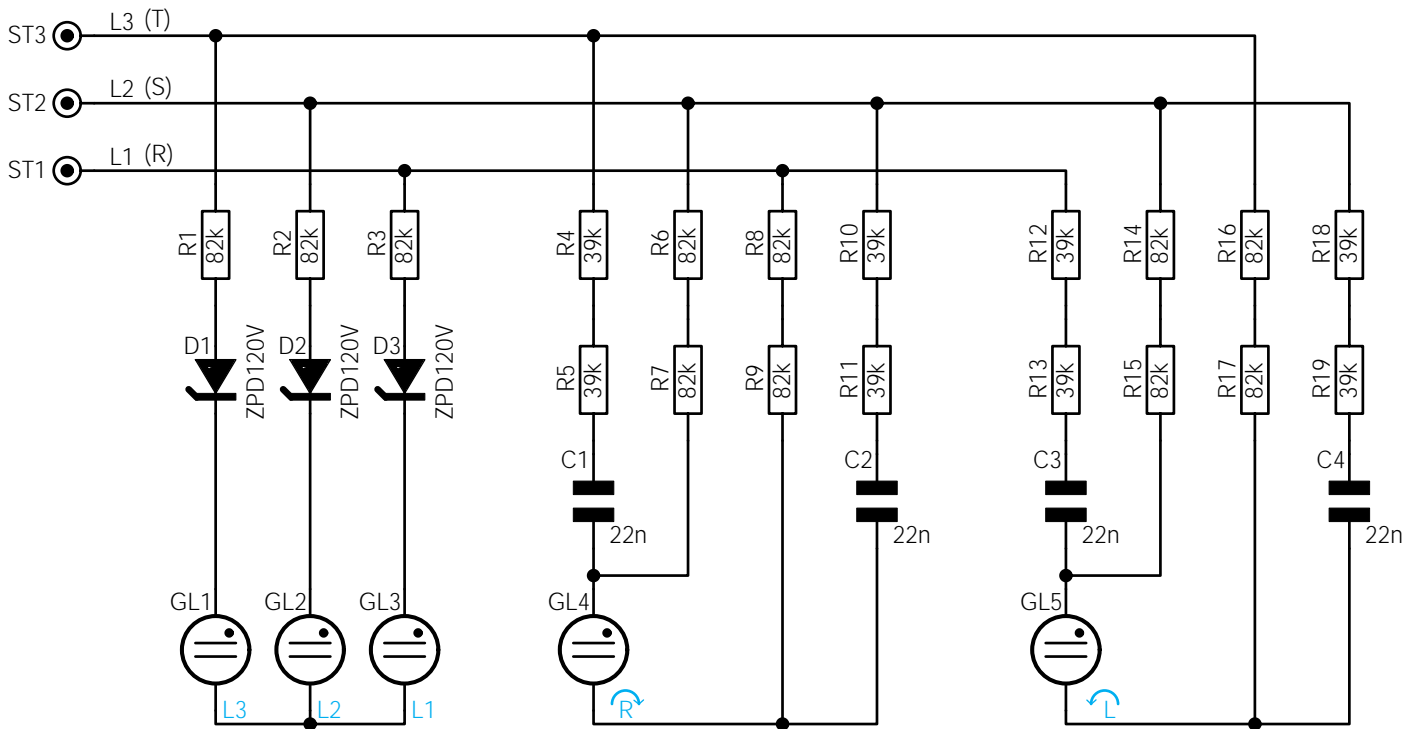 ST3 L3 (T)
ST2 L2 (S)
ST1 L1 (R)
R1 82k
R2 82k
R3 82k
R4 39k
R6 82k
R8 82k
R10 39k
R12 39k
R14 82k
R16 82k
R18 39k
D1 ZPD120V
D2 ZPD120V
D3 ZPD120V
R5 39k
R7 82k
R9 82k
R11 39k
R13 39k
R15 82k
R17 82k
R19 39k
C1 22n
C2 22n
C3 22n
C4 22n
GL1
GL2
GL3
GL4
GL5
L3
L2
L1
R
L